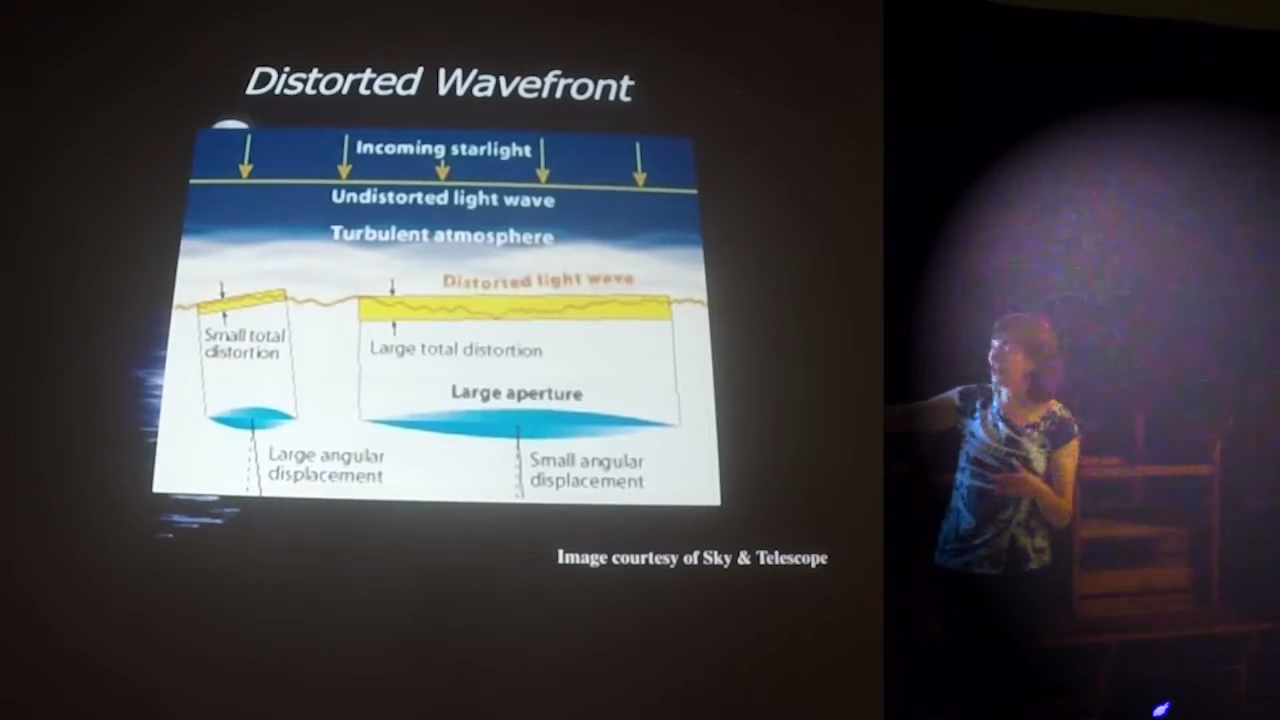 Distorted Wavefront
Incoming starlight
Undistorted light wave
Turbulent atmosphere
Distorted light wave
Small total
distortion
Large total distortion
Large aperture
Large angular
displacement
Small angular
displacement
Image courtesy of Sky & Telescope